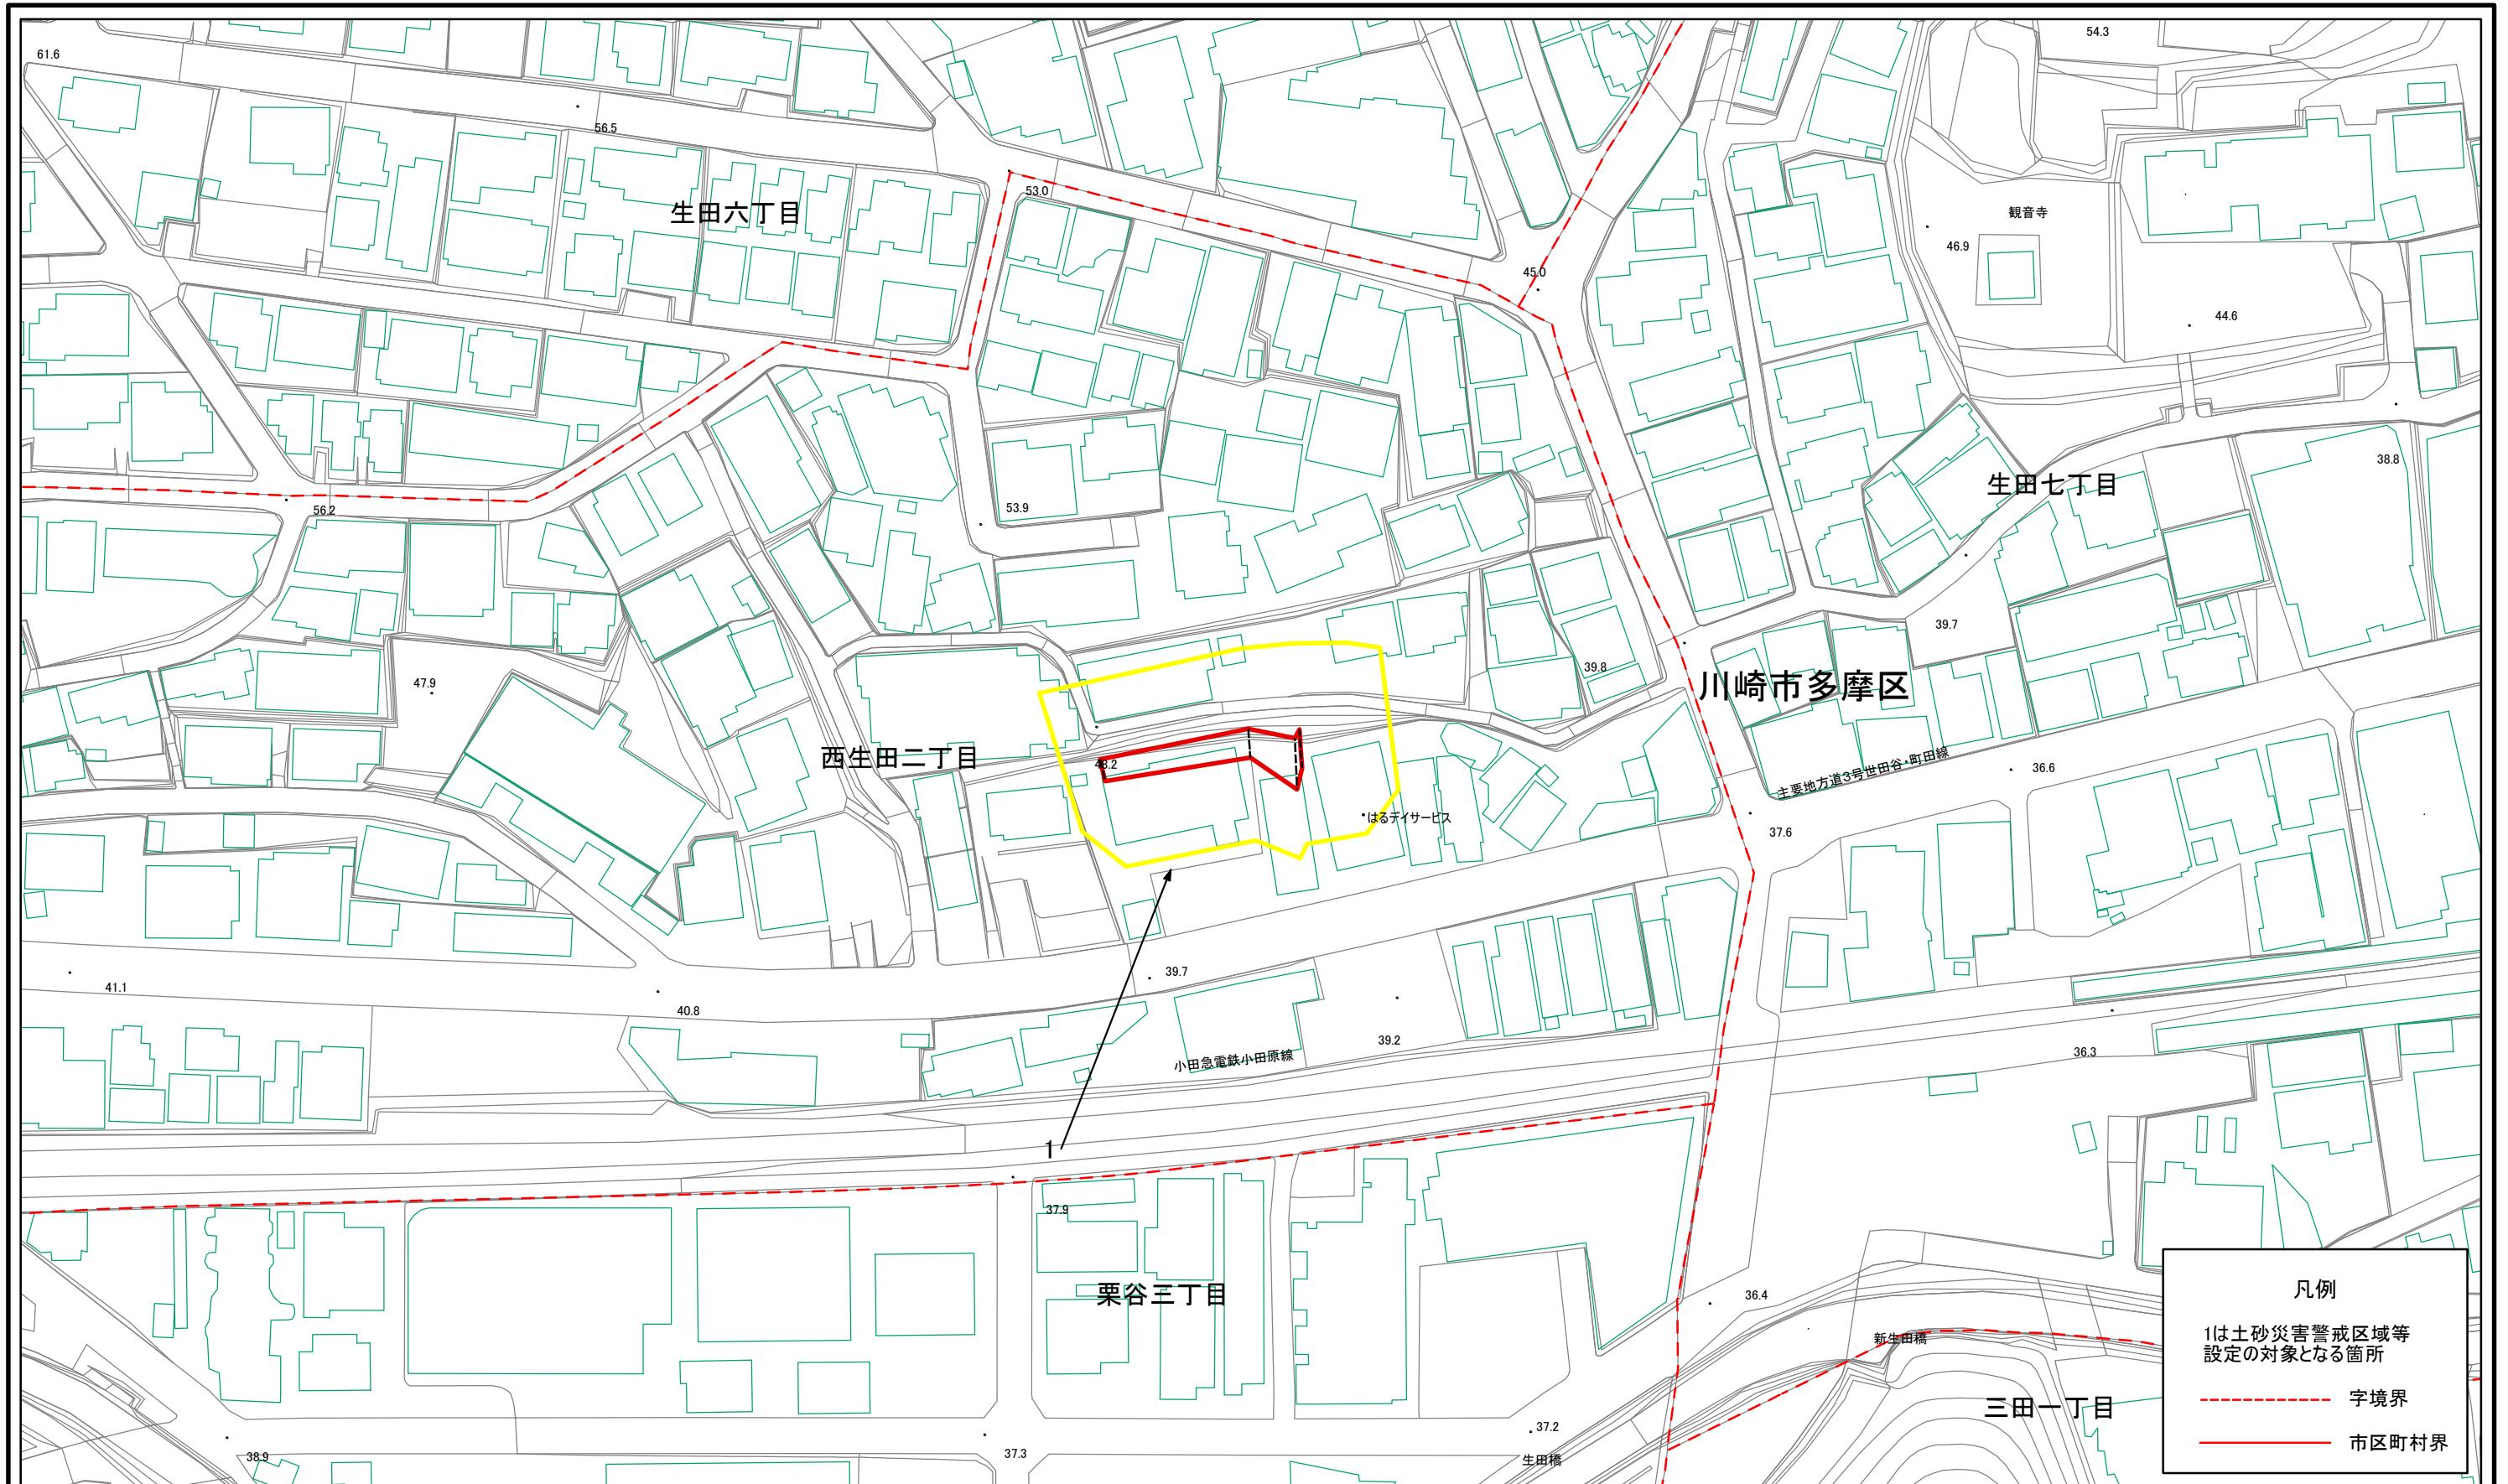 61.6
54.3
56.5
53.0
生田六丁目
観音寺
46.9
45.0
44.6
38.8
生田七丁目
56.2
53.9
39.7
39.8
47.9
川崎市多摩区
西生田二丁目
48.2
主要地方道3号世田谷・町田線
36.6
はるデイサービス
37.6
39.7
41.1
40.8
39.2
小田急電鉄小田原線
36.3
1
37.9
栗谷三丁目
36.4
新生田橋
三田一丁目
37.2
37.3
生田橋
38.9
凡例
1は土砂災害警戒区域等
設定の対象となる箇所
字境界
市区町村界